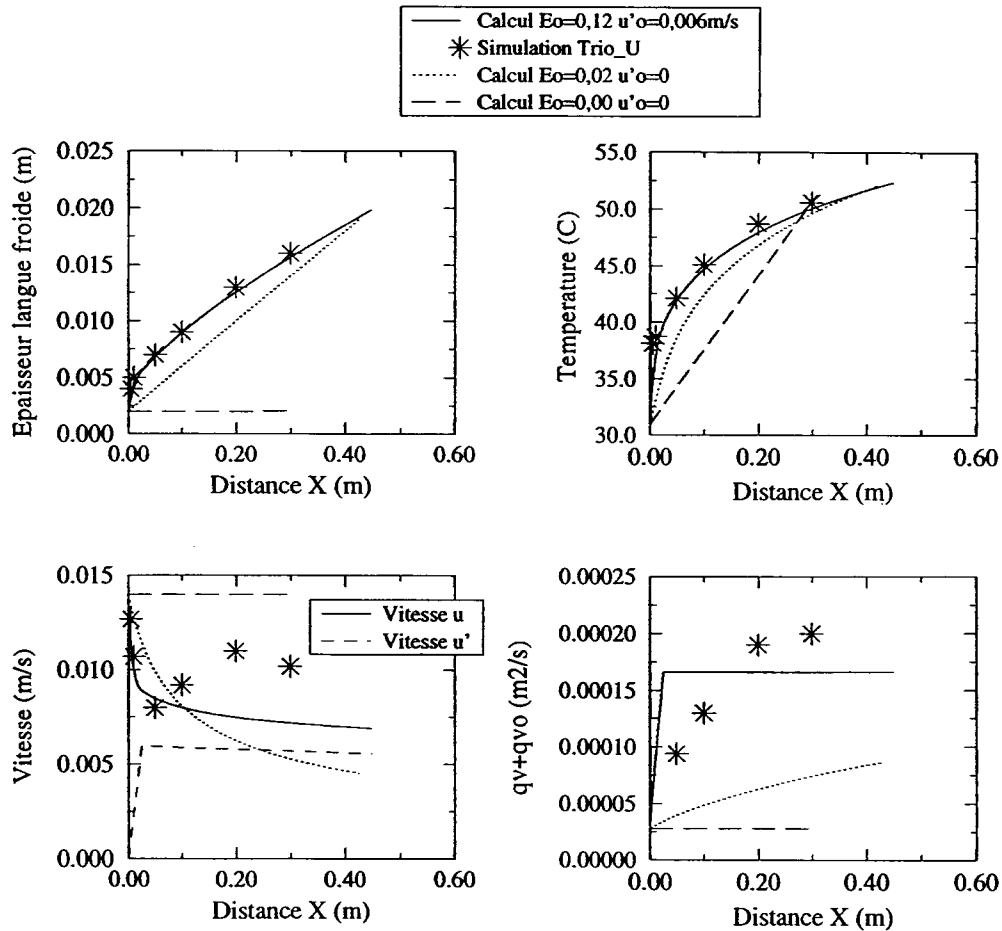 Calcul Eo=0,12 u'o=0,006m/s
Simulation Trio_U
Calcul Eo=0,02 u'o=0
Calcul Eo=0,00 u'o=0
Epaisseur langue froide (m)
0.025
0.020
0.015
0.010
0.005
0.000
0.00 0.20 0.40 0.60
Distance X (m)
Temperature (C)
55.0
50.0
45.0
40.0
35.0
30.0
0.00 0.20 0.40 0.60
Distance X (m)
Vitesse (m/s)
0.015
0.010
0.005
0.000
Vitesse u
Vitesse u'
0.00 0.20 0.40 0.60
Distance X (m)
qv+qvo (m2/s)
0.00025
0.00020
0.00015
0.00010
0.00005
0.00000
0.00 0.20 0.40 0.60
Distance X (m)